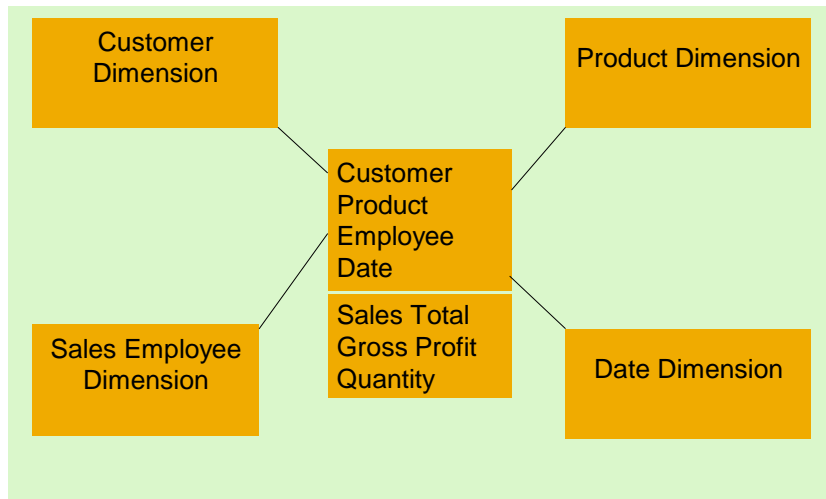 Customer
Dimension
Product Dimension
Customer
Product
Employee
Date
Sales Total
Gross Profit
Quantity
Sales Employee
Dimension
Date Dimension